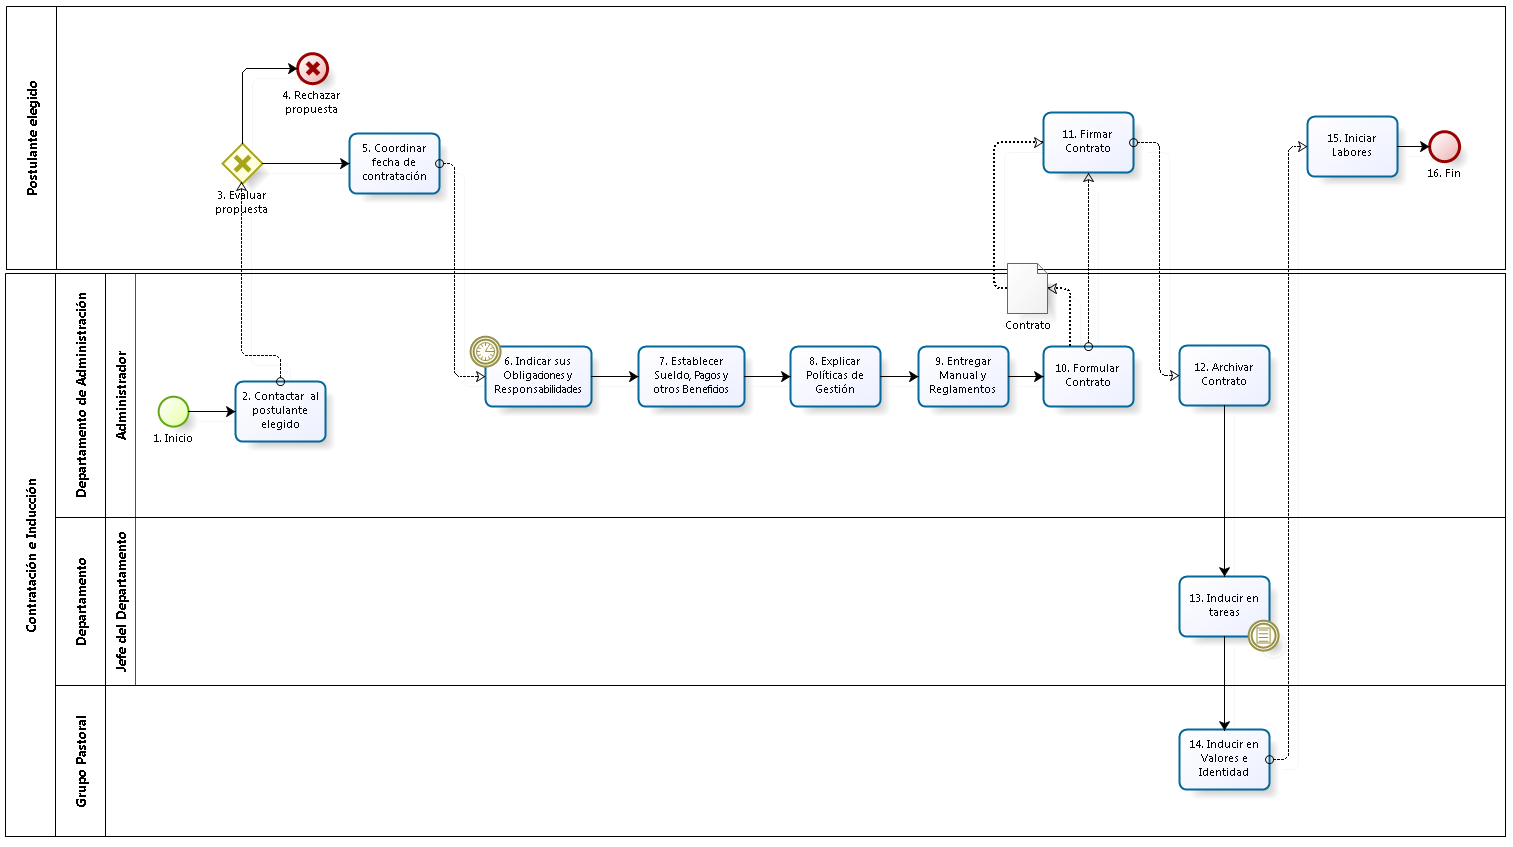 Postulante elegido
4. Rechazar
propuesta
3. Evaluar
propuesta
5. Coordinar
fecha de
contratación
11. Firmar
Contrato
15. Iniciar
Labores
16. Fin
Contratación e Inducción
Departamento de Administración
Administrador
1. Inicio
2. Contactar al
postulante
elegido
6. Indicar sus
Obligaciones y
Responsabilidades
7. Establecer
Sueldo, Pagos y
otros Beneficios
8. Explicar
Políticas de
Gestión
9. Entregar
Manual y
Reglamentos
Contrato
10. Formular
Contrato
12. Archivar
Contrato
Departamento
Jefe del Departamento
13. Inducir en
tareas
Grupo Pastoral
14. Inducir en
Valores e
Identidad